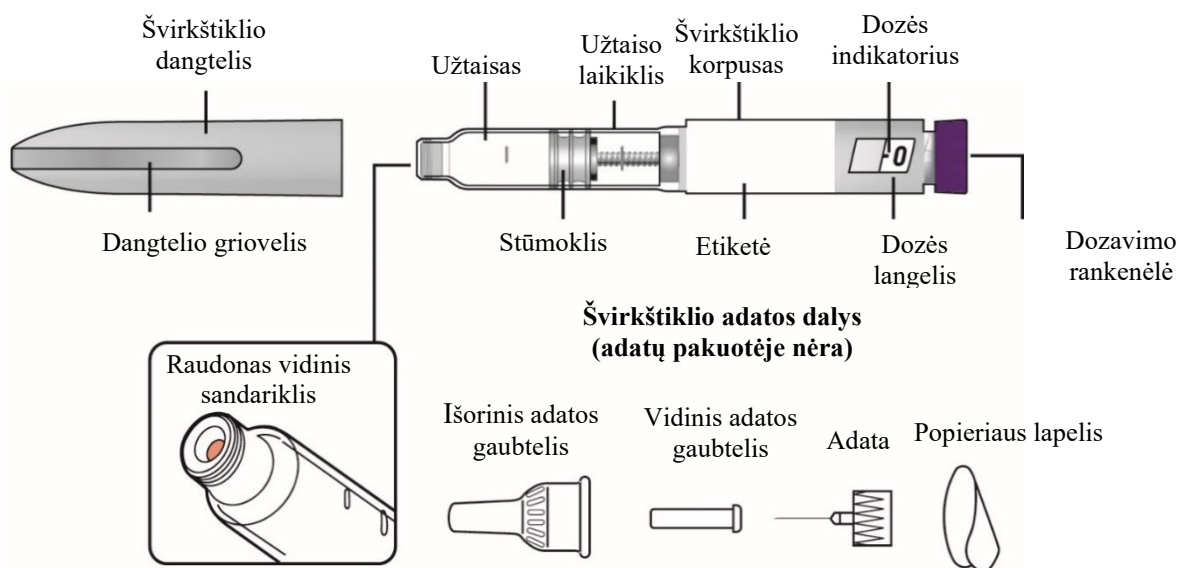 Švirkštiklio
dangtelis
Užtaisas
Užtaiso
laikiklis
Švirkštiklio
korpusas
Dozės
indikatorius
0
Dangtelio griovelis
Stūmoklis
Etiketė
Dozės
langelis
Dozavimo
rankenėlė
Švirkštiklio adatos dalys
(adatų pakuotėje nėra)
Raudonas vidinis
sandariklis
Išorinis adatos
gaubtelis
Vidinis adatos
gaubtelis
Adata
Popieriaus lapelis